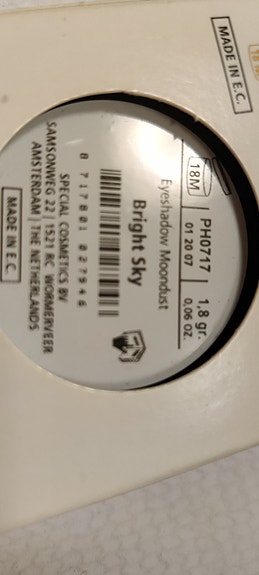 MADE IN E.C.
18M
PH0717
1,8 gr.
01 20 07
0,06 OZ.
Eyeshadow Moondust
Bright Sky
8 717801 027946
SPECIAL COSMETICS BV
SAMSONWEG 22 | 1521 RC WORMERVEER
AMSTERDAM | THE NETHERLANDS
MADE IN E.C.